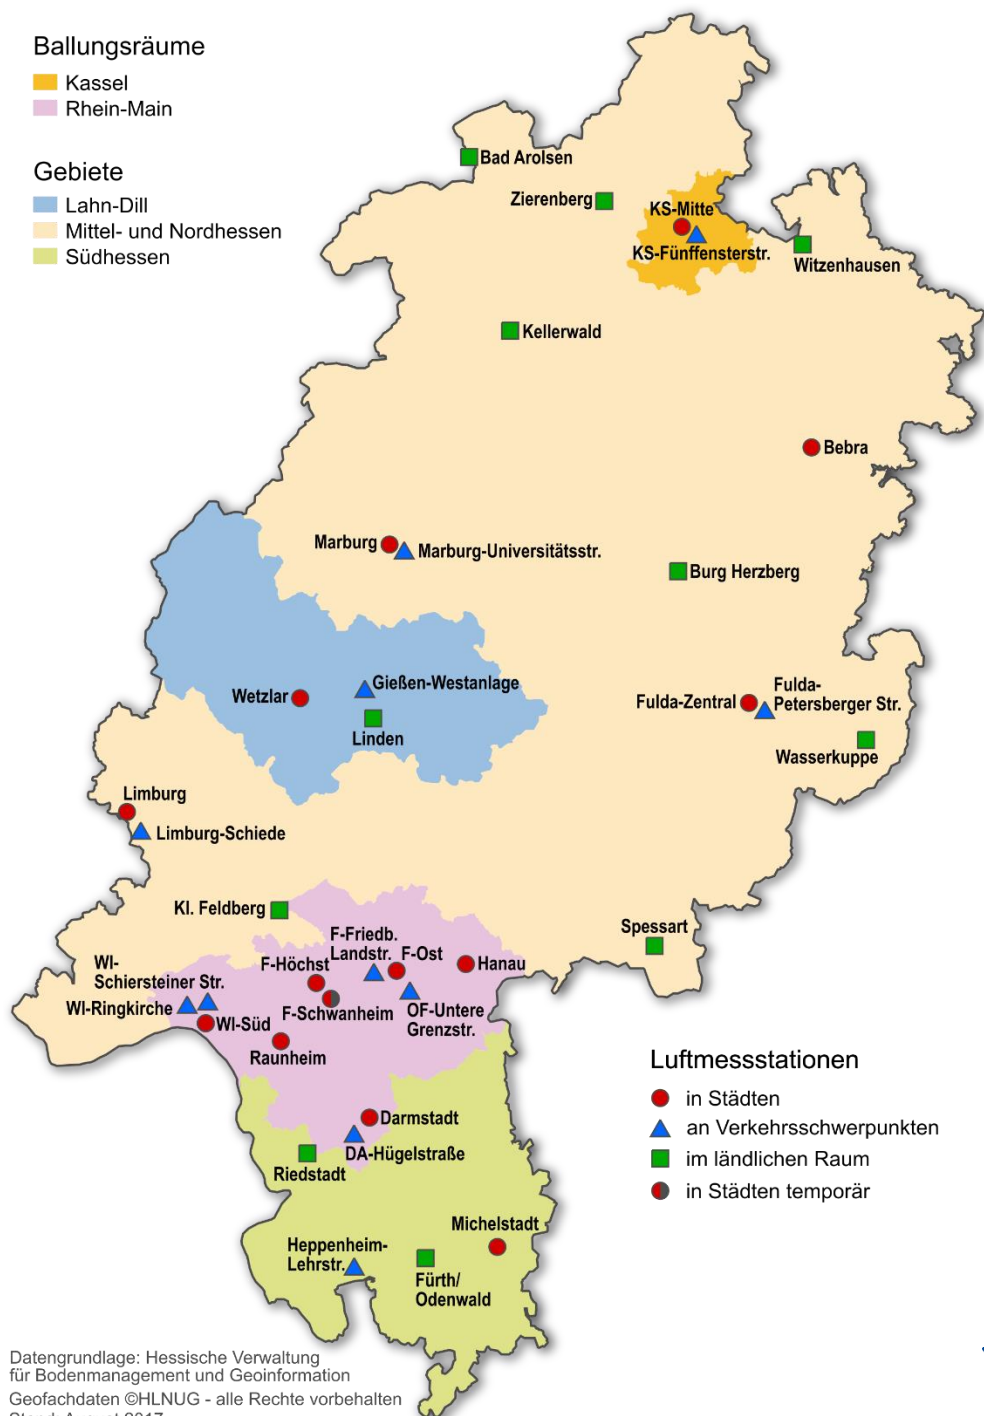 Ballungsräume
Kassel
Rhein-Main
Gebiete
Lahn-Dill
Mittel- und Nordhessen
Südhessen
Bad Arolsen
Zierenberg
KS-Mitte
KS-Fünffensterstr.
Witzenhausen
Kellerwald
Bebra
Marburg
Marburg-Universitätsstr.
Burg Herzberg
Gießen-Westanlage
Wetzlar
Linden
Fulda-Zentral
Fulda-
Petersberger Str.
Wasserkuppe
Limburg
Limburg-Schiede
Kl. Feldberg
Spessart
F-Friedb.
Landstr.
F-Ost
Hanau
F-Höchst
F-Schwanheim
OF-Untere
Grenzstr.
WI-
Schiersteiner Str.
WI-Ringkirche
WI-Süd
Raunheim
Darmstadt
DA-Hügelstraße
Riedstadt
Michelstadt
Heppenheim-
Lehrstr.
Fürth/
Odenwald
Luftmessstationen
in Städten
an Verkehrsschwerpunkten
im ländlichen Raum
in Städten temporär
Datengrundlage: Hessische Verwaltung
für Bodenmanagement und Geoinformation
Geofachdaten ©HLNUG - alle Rechte vorbehalten
Stand: August 2017